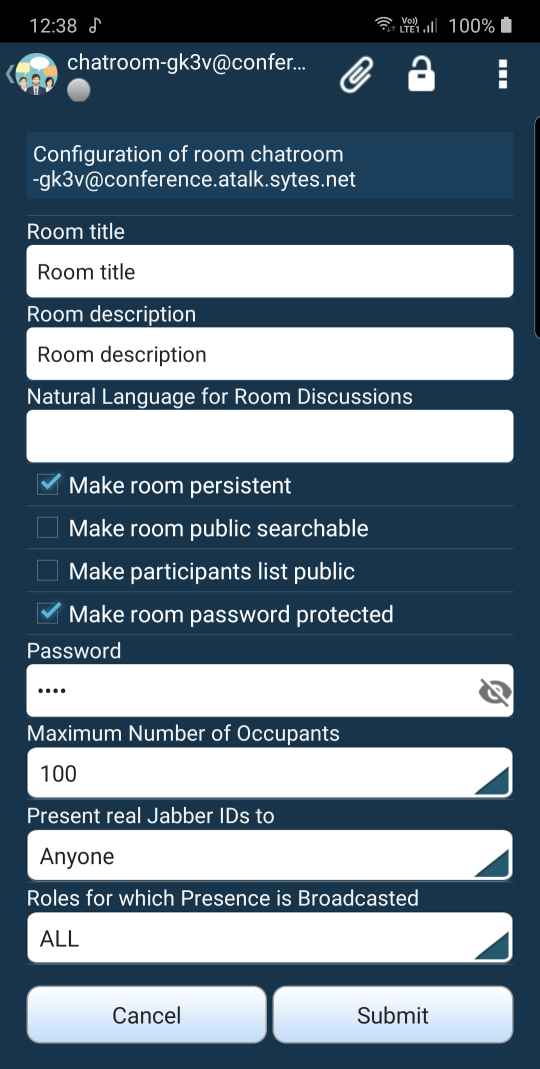 12:38
Vo))
LTE1
100%
chatroom-gk3v@confer...
Configuration of room chatroom
-gk3v@conference.atalk.sytes.net
Room title
Room title
Room description
Room description
Natural Language for Room Discussions
Make room persistent
Make room public searchable
Make participants list public
Make room password protected
Password
••••
Maximum Number of Occupants
100
Present real Jabber IDs to
Anyone
Roles for which Presence is Broadcasted
ALL
Cancel Submit